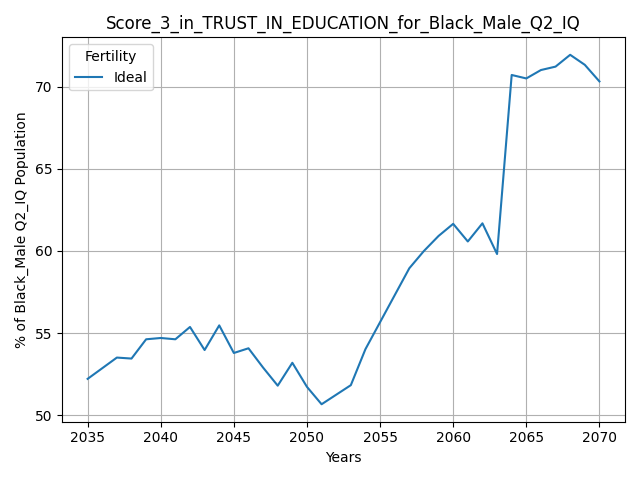 Score_3_in_TRUST_IN_EDUCATION_for_Black_Male_Q2_IQ
Fertility
Ideal
% of Black_Male Q2_IQ Population
70
65
60
55
50
2035 2040 2045 2050 2055 2060 2065 2070
Years